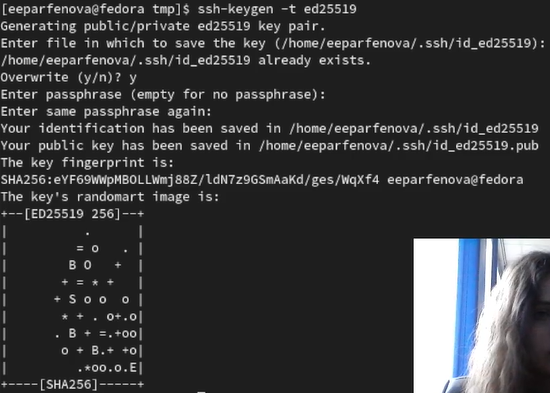 [eeparfenova@fedora tmp]$ ssh-keygen -t ed25519
Generating public/private ed25519 key pair.
Enter file in which to save the key (/home/eeparfenova/.ssh/id_ed25519):
/home/eeparfenova/.ssh/id_ed25519 already exists.
Overwrite (y/n)? y
Enter passphrase (empty for no passphrase):
Enter same passphrase again:
Your identification has been saved in /home/eeparfenova/.ssh/id_ed25519
Your public key has been saved in /home/eeparfenova/.ssh/id_ed25519.pub
The key fingerprint is:
SHA256:eYF69WWpMBOLLWmj88Z/ldN7z9GSmAaKd/ges/WqXf4 eeparfenova@fedora
The key's randomart image is:
+--[ED25519 256]--+
|          .      |
|         = o   . |
|        B O   +  |
|       + = * +   |
|      + S o o  o |
|       * + . o+.o|
|      . B + =.+oo|
|       o + B.+ +o|
|         .*oo.o.E|
+----[SHA256]-----+